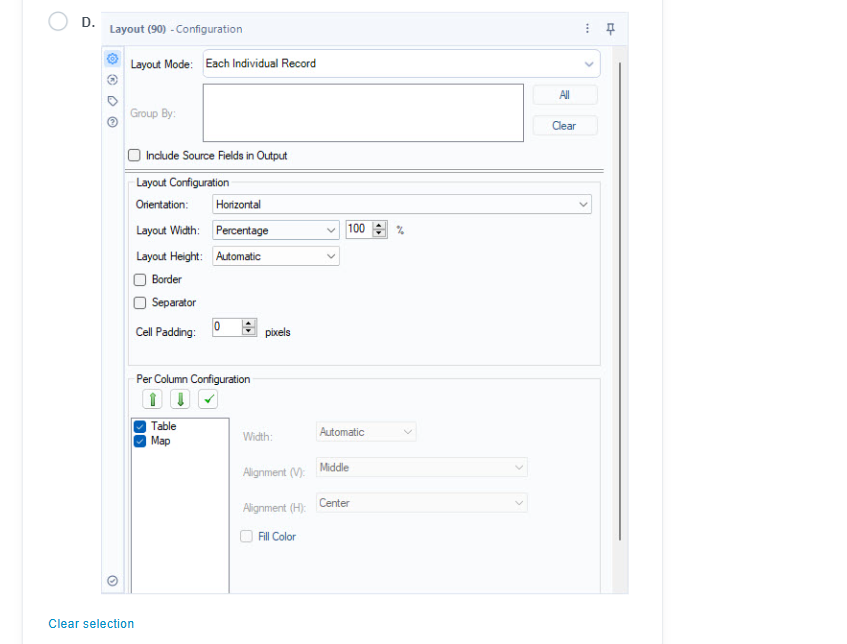 D.
Layout (90) - Configuration
Layout Mode: Each Individual Record
All
Group By:
Clear
Include Source Fields in Output
Layout Configuration
Orientation: Horizontal
Layout Width: Percentage 100 %
Layout Height: Automatic
Border
Separator
Cell Padding: 0 pixels
Per Column Configuration
Table
Map
Width: Automatic
Alignment (V): Middle
Alignment (H): Center
Fill Color
Clear selection